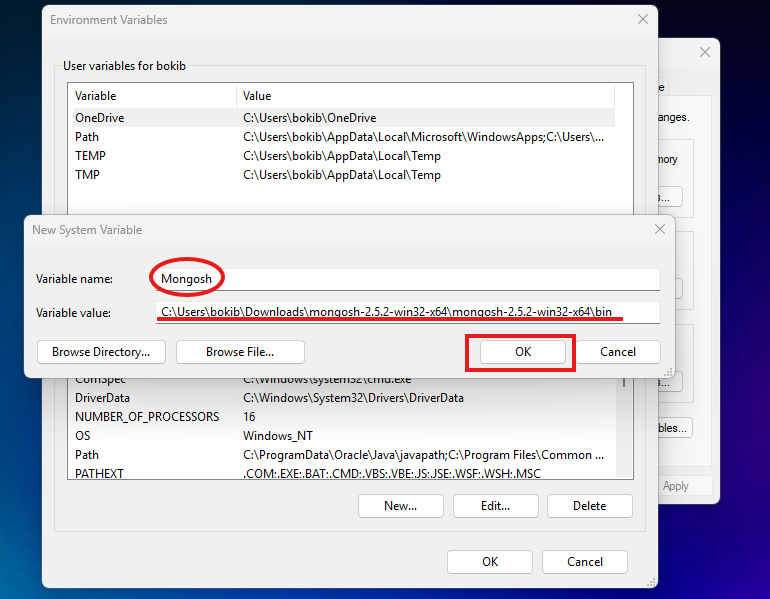 Environment Variables
User variables for bokib
Variable Value
OneDrive C:\Users\bokib\OneDrive
Path C:\Users\bokib\AppData\Local\Microsoft\WindowsApps;C:\Users\...
TEMP C:\Users\bokib\AppData\Local\Temp
TMP C:\Users\bokib\AppData\Local\Temp
New System Variable
Variable name: Mongosh
Variable value: C:\Users\bokib\Downloads\mongosh-2.5.2-win32-x64\mongosh-2.5.2-win32-x64\bin
Browse Directory... Browse File... OK Cancel
ComSpec C:\Windows\system32\cmd.exe
DriverData C:\Windows\System32\Drivers\DriverData
NUMBER_OF_PROCESSORS 16
OS Windows_NT
Path C:\ProgramData\Oracle\Java\javapath;C:\Program Files\Common ...
PATHEXT .COM;.EXE;.BAT;.CMD;.VBS;.VBE;.JS;.JSE;.WSF;.WSH;.MSC
New... Edit... Delete
OK Cancel
e
anges.
mory
s...
s...
bles...
Apply